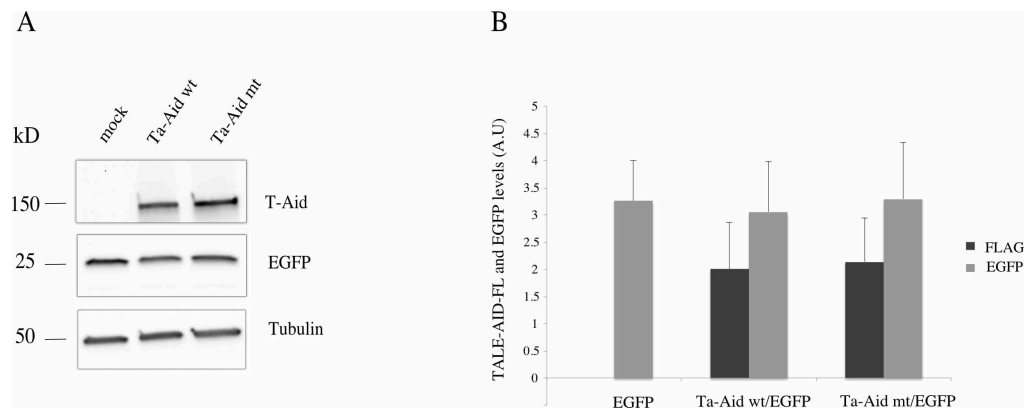 A
mock
Ta-Aid wt
Ta-Aid mt
kD
150
T-Aid
25
EGFP
50
Tubulin
B
TALE-AID-FL and EGFP levels (A.U)
5
4.5
4
3.5
3
2.5
2
1.5
1
0.5
0
EGFP
Ta-Aid wt/EGFP
Ta-Aid mt/EGFP
FLAG
EGFP